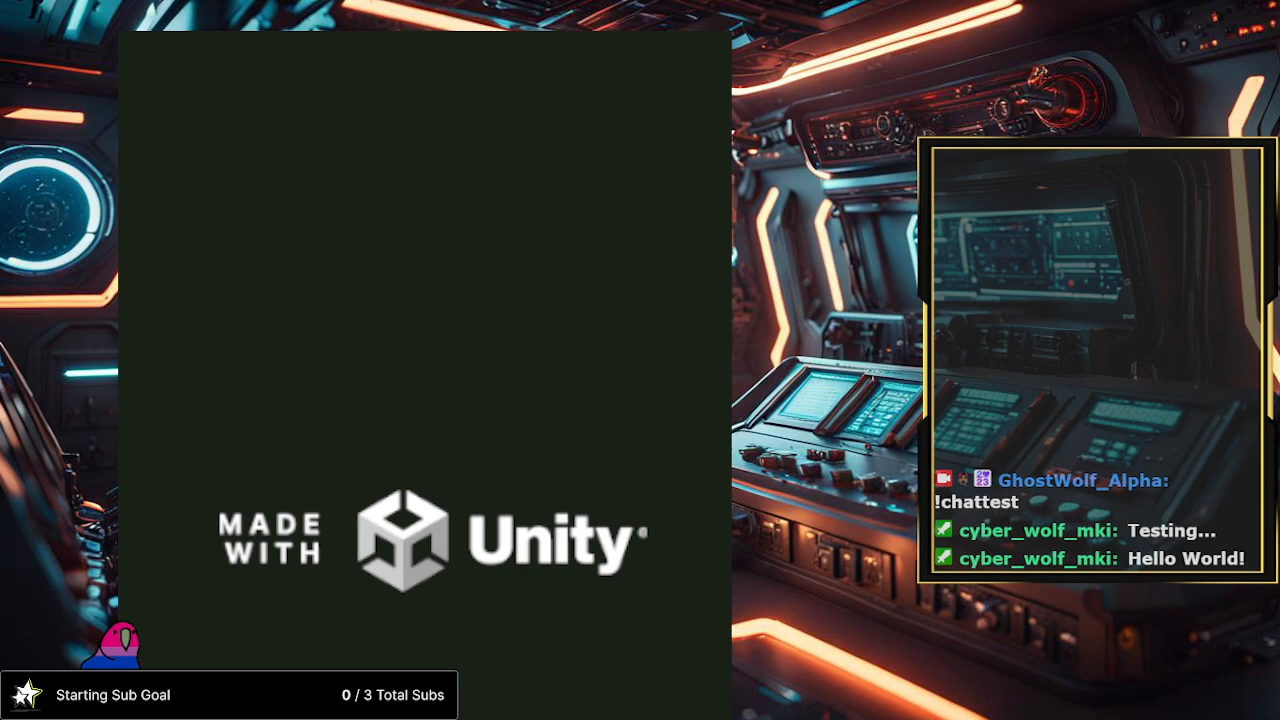 MADE
WITH
Unity
GhostWolf_Alpha:
!chattest
cyber_wolf_mki: Testing...
cyber_wolf_mki: Hello World!
Starting Sub Goal
0 / 3 Total Subs